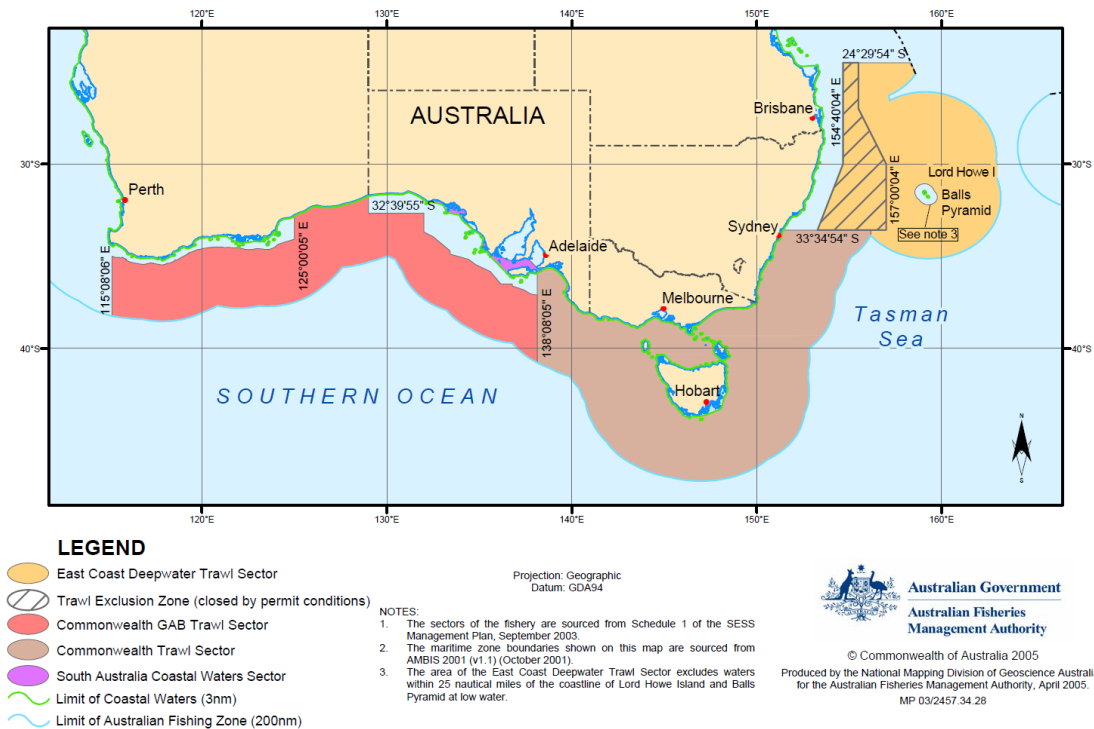 120°E
130°E
140°E
150°E
160°E
24°29'54" S
154°40'04" E
Brisbane
AUSTRALIA
30°S
30°S
Perth
Lord Howe I
Balls
Pyramid
157°00'04" E
32°39'55" S
See note 3
Sydney
33°34'54" S
Adelaide
115°08'06" E
125°00'05" E
138°08'05" E
Melbourne
Tasman
Sea
40°S
40°S
Hobart
SOUTHERN OCEAN
N
S
120°E
130°E
140°E
150°E
160°E
LEGEND
East Coast Deepwater Trawl Sector
Trawl Exclusion Zone (closed by permit conditions)
Commonwealth GAB Trawl Sector
Commonwealth Trawl Sector
South Australia Coastal Waters Sector
Limit of Coastal Waters (3nm)
Limit of Australian Fishing Zone (200nm)
Projection: Geographic
Datum: GDA94
NOTES:
1. The sectors of the fishery are sourced from Schedule 1 of the SESS
Management Plan, September 2003.
2. The maritime zone boundaries shown on this map are sourced from
AMBIS 2001 (v1.1) (October 2001).
3. The area of the East Coast Deepwater Trawl Sector excludes waters
within 25 nautical miles of the coastline of Lord Howe Island and Balls
Pyramid at low water.
Australian Government
Australian Fisheries
Management Authority
© Commonwealth of Australia 2005
Produced by the National Mapping Division of Geoscience Australi
for the Australian Fisheries Management Authority, April 2005.
MP 03/2457.34.28